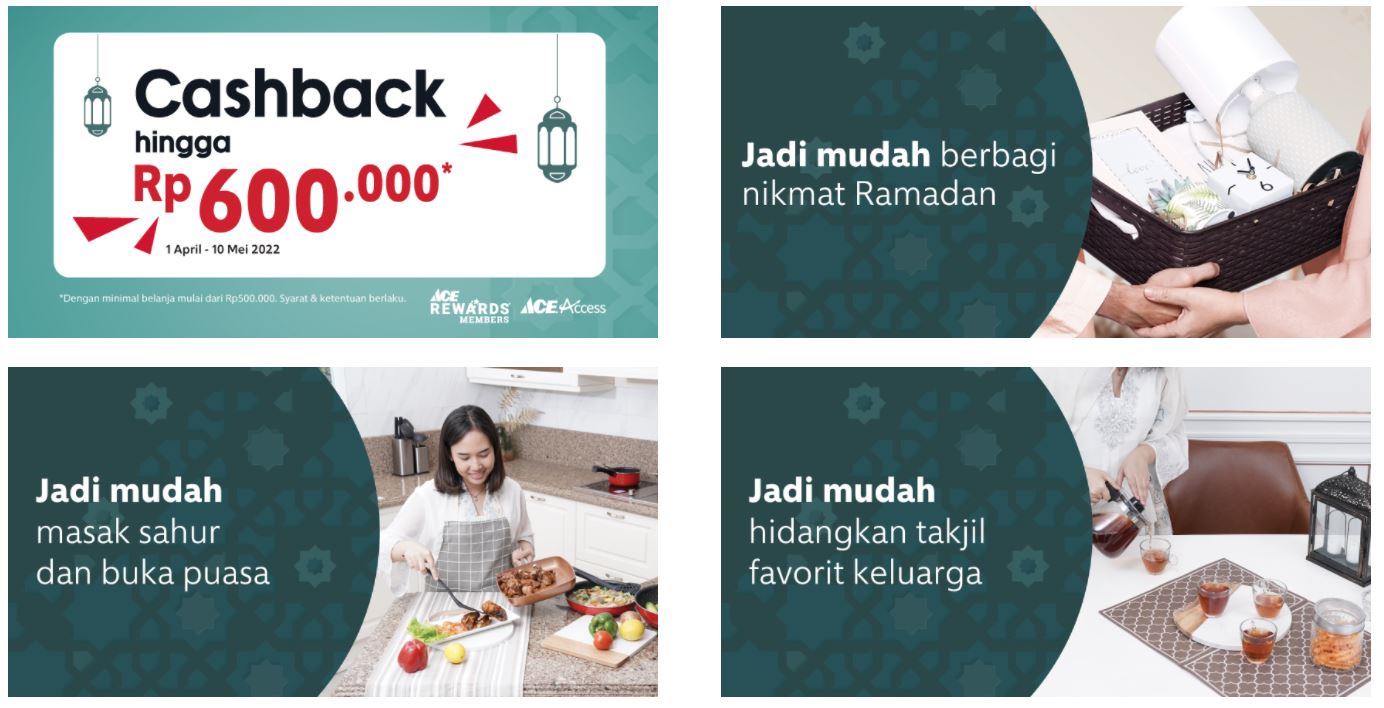 Cashback
hingga
Rp600.000*
1 April - 10 Mei 2022
*Dengan minimal belanja mulai dari Rp500.000. Syarat & ketentuan berlaku.
ACE REWARDS MEMBERS
ACE Access
Jadi mudah berbagi
nikmat Ramadan
love
Jadi mudah
masak sahur
dan buka puasa
Jadi mudah
hidangkan takjil
favorit keluarga